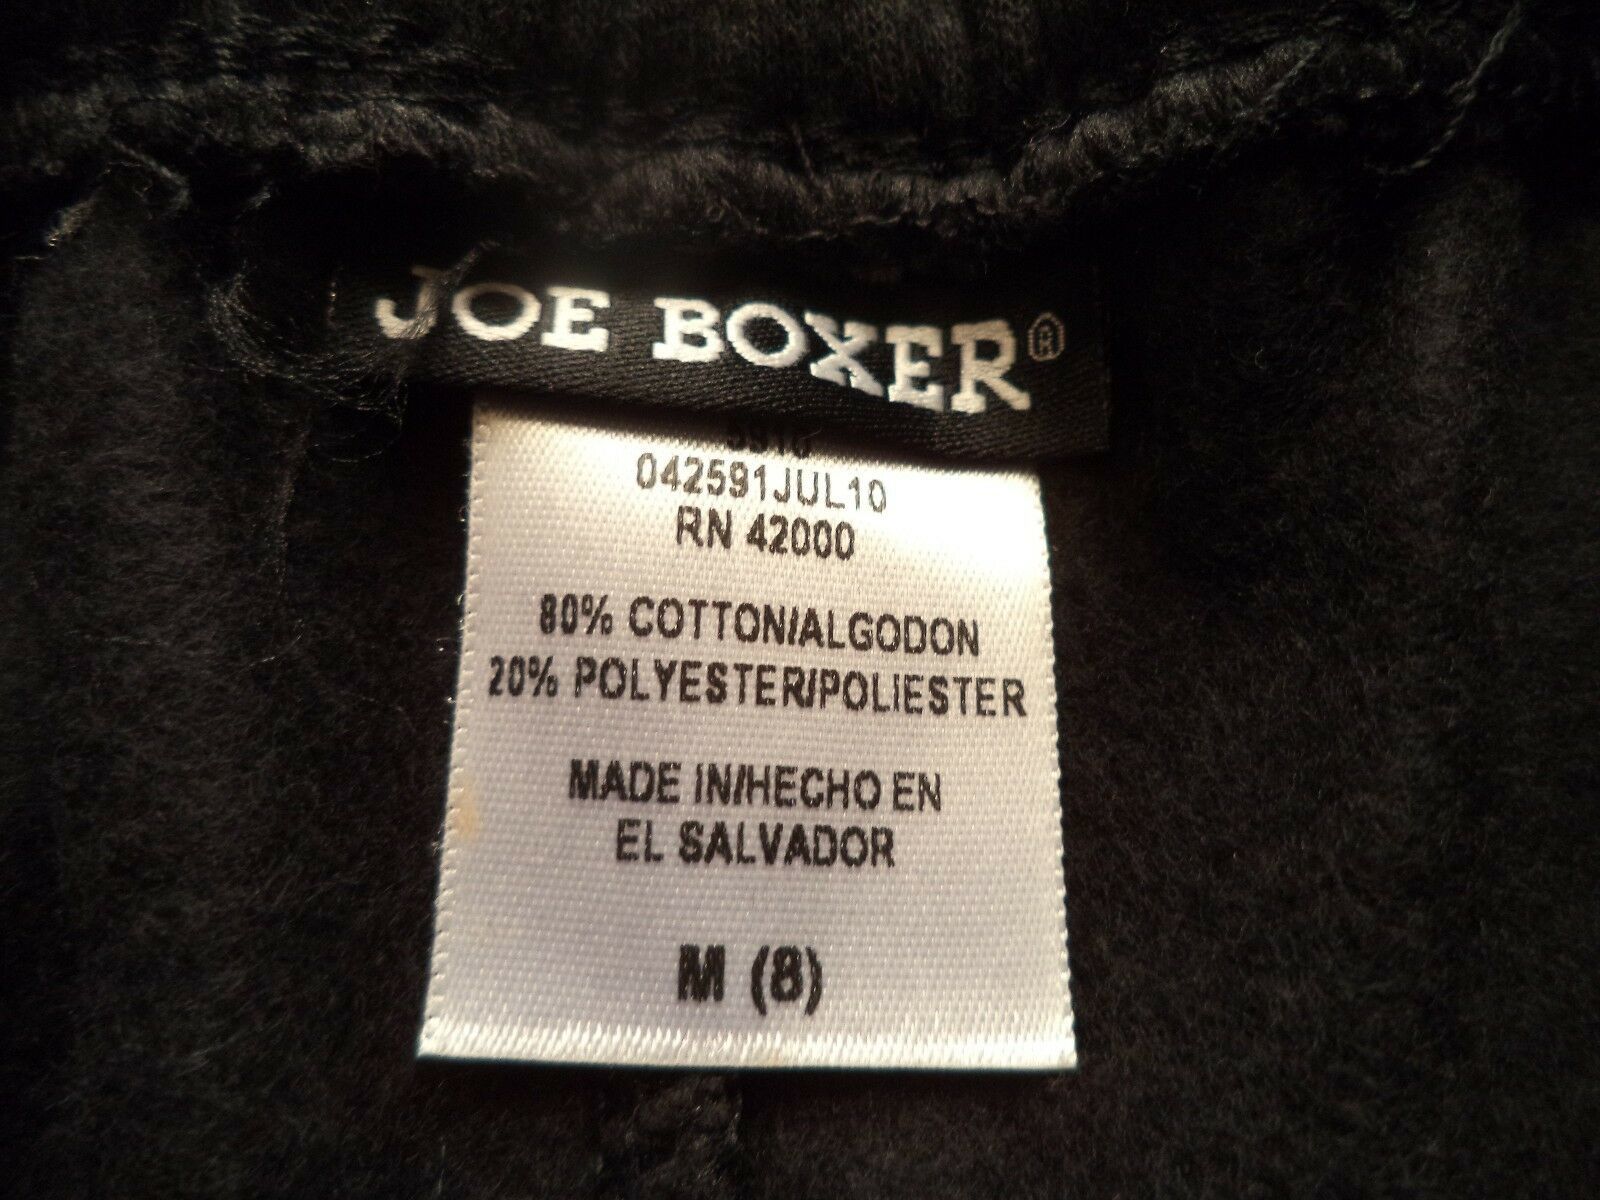 JOE BOXER®
042591JUL10
RN 42000
80% COTTON/ALGODON
20% POLYESTER/POLIESTER
MADE IN/HECHO EN
EL SALVADOR
M (8)